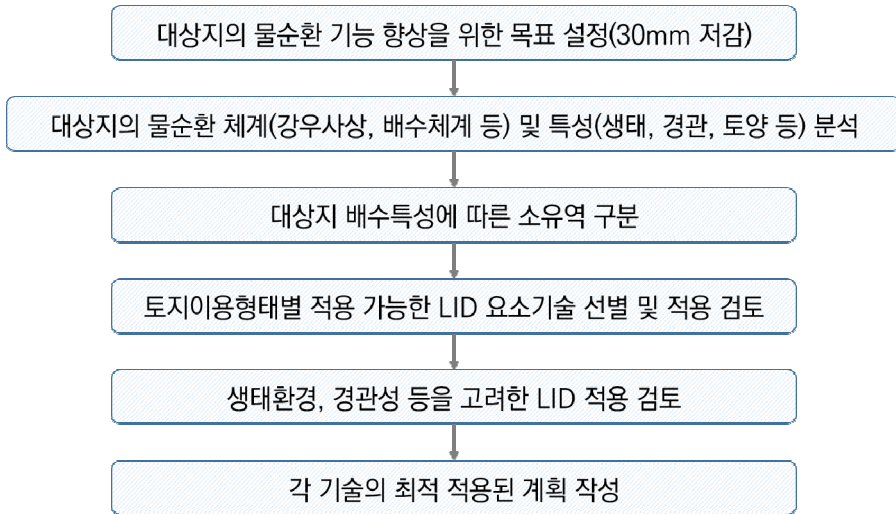 대상지의 물순환 기능 향상을 위한 목표 설정(30mm 저감)
대상지의 물순환 체계(강우사상, 배수체계 등) 및 특성(생태, 경관, 토양 등) 분석
대상지 배수특성에 따른 소유역 구분
토지이용형태별 적용 가능한 LID 요소기술 선별 및 적용 검토
생태환경, 경관성 등을 고려한 LID 적용 검토
각 기술의 최적 적용된 계획 작성